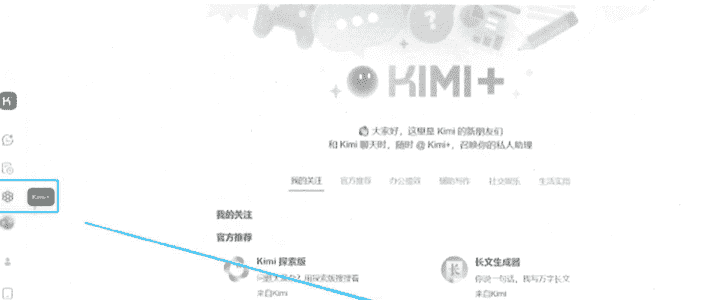 KIMI+
大家好，这里是 Kimi 的新朋友们
和 Kimi 聊天时，随时 @ Kimi+，召唤你的私人助理
我的关注 官方推荐 办公提效 辅助写作 社交娱乐 生活实用
Kimi+
我的关注
官方推荐
Kimi 探索版 长文生成器
长 你说一句话，我写万字长文
来自Kimi 来自Kimi